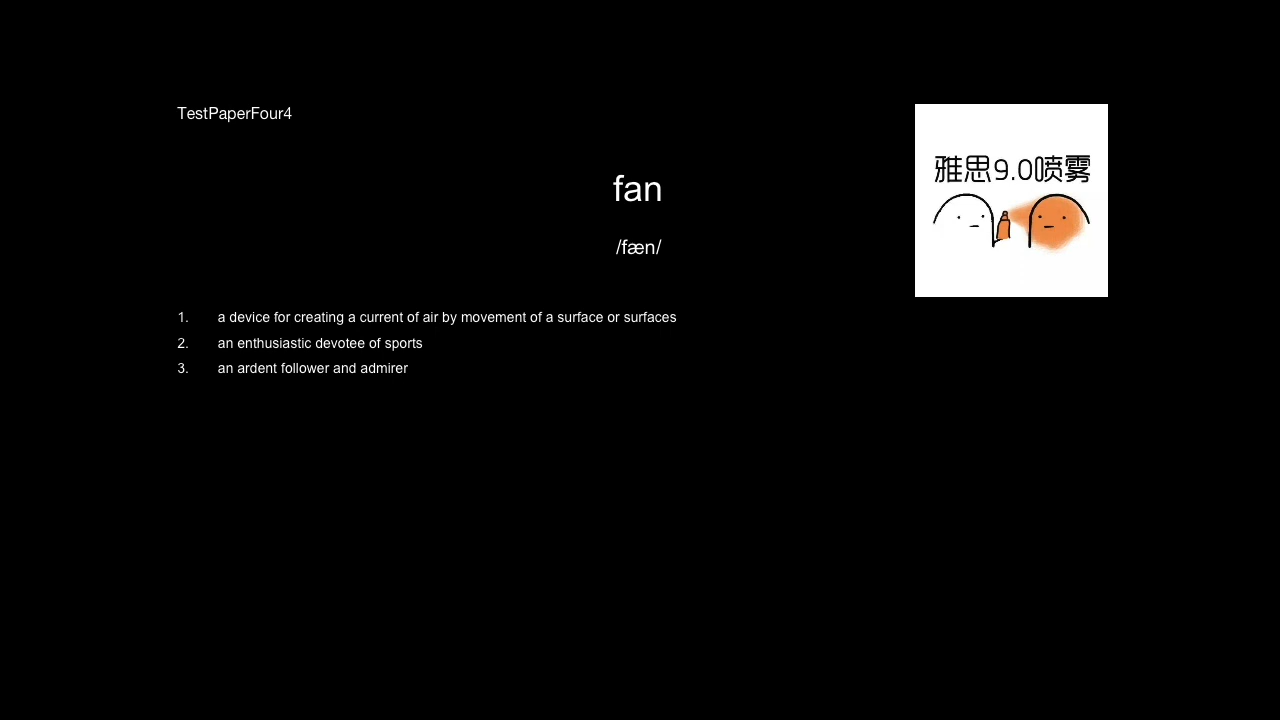 TestPaperFour4
雅思9.0喷雾
fan
/fæn/
1. a device for creating a current of air by movement of a surface or surfaces
2. an enthusiastic devotee of sports
3. an ardent follower and admirer